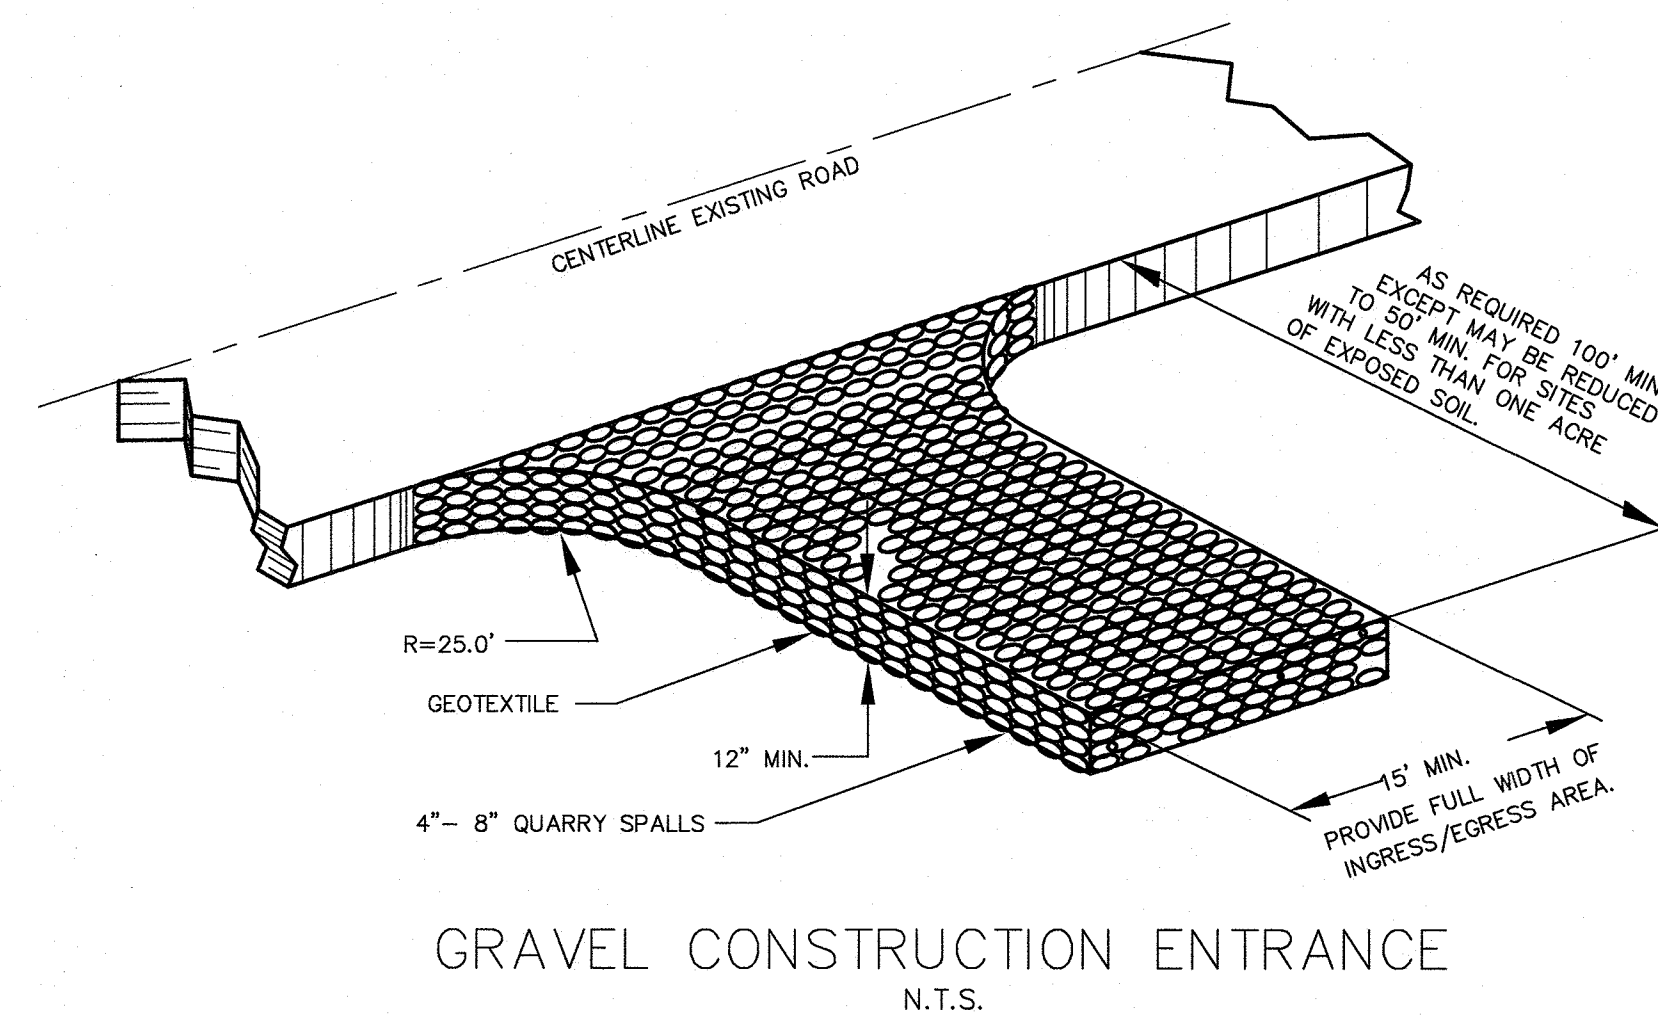 CENTERLINE EXISTING ROAD
AS REQUIRED 100' MIN
EXCEPT MAY BE REDUCED
TO 50' MIN. FOR SITES
WITH LESS THAN ONE ACRE
OF EXPOSED SOIL.
R=25.0'
GEOTEXTILE
12" MIN.
4"- 8" QUARRY SPALLS
15' MIN.
PROVIDE FULL WIDTH OF
INGRESS/EGRESS AREA.
GRAVEL CONSTRUCTION ENTRANCE
N.T.S.